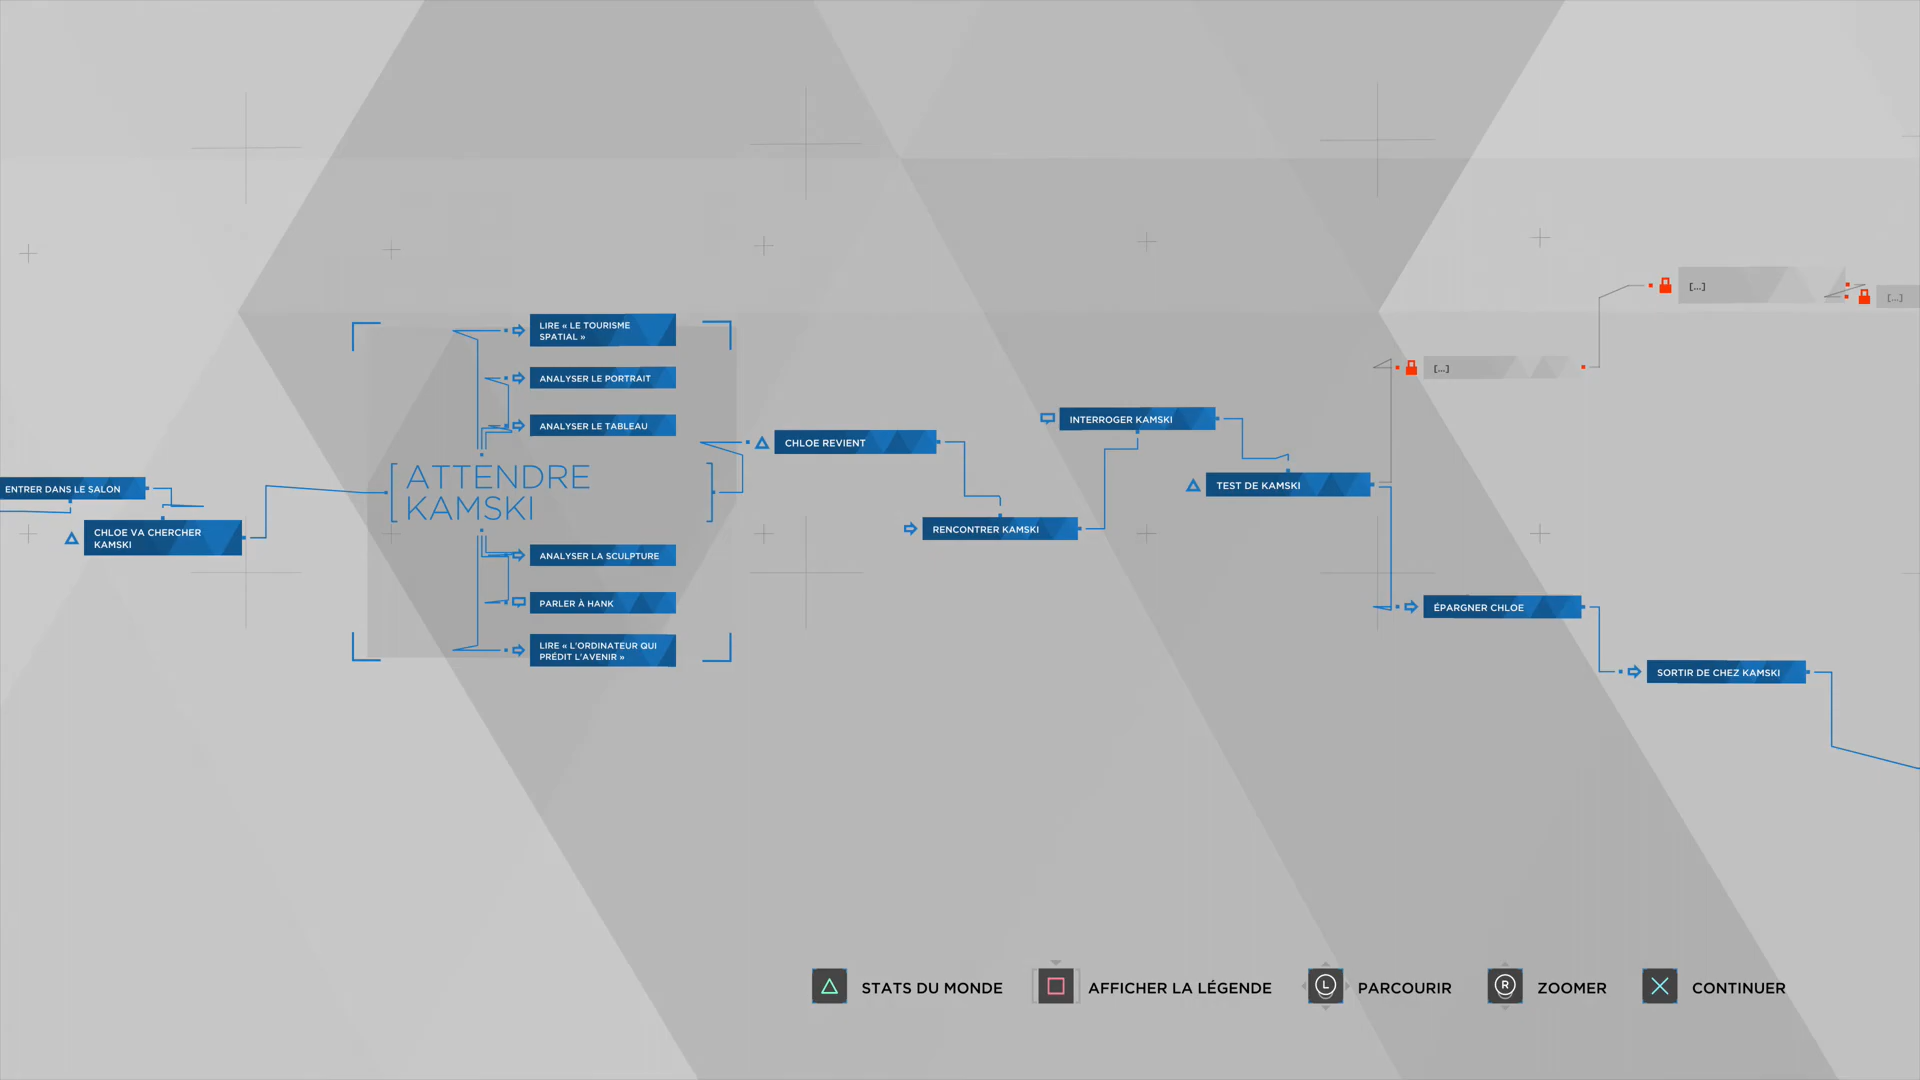 ENTRER DANS LE SALON
CHLOE VA CHERCHER
KAMSKI
ATTENDRE
KAMSKI
LIRE « LE TOURISME
SPATIAL »
ANALYSER LE PORTRAIT
ANALYSER LE TABLEAU
ANALYSER LA SCULPTURE
PARLER À HANK
LIRE « L'ORDINATEUR QUI
PRÉDIT L'AVENIR »
CHLOE REVIENT
RENCONTRER KAMSKI
INTERROGER KAMSKI
TEST DE KAMSKI
[...]
[...]
[...]
ÉPARGNER CHLOE
SORTIR DE CHEZ KAMSKI
STATS DU MONDE
AFFICHER LA LÉGENDE
L
PARCOURIR
R
ZOOMER
CONTINUER